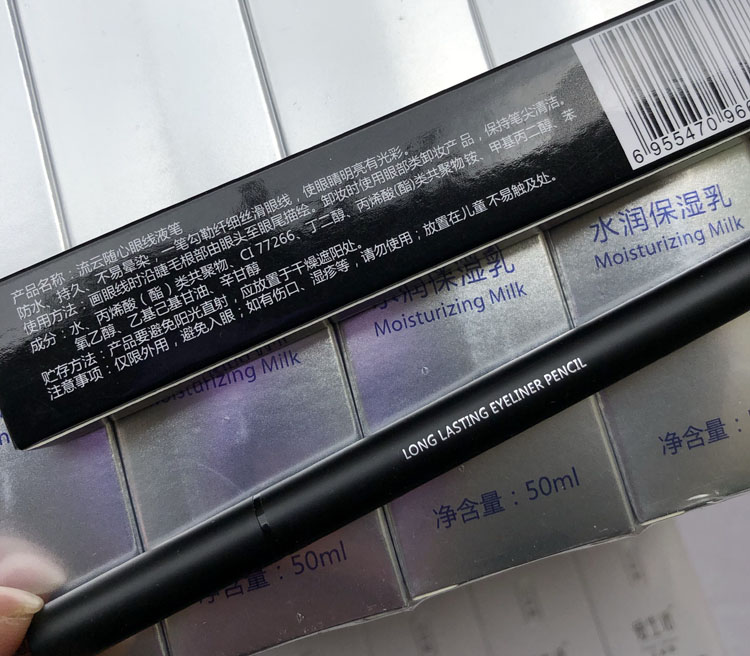 产品名称：流云随心眼线液笔
防水、持久、不易晕染，一笔勾勒纤细丝滑眼线，使眼睛明亮有光彩。
使用方法：画眼线时沿睫毛根部由眼头至眼尾描绘。卸妆时使用眼部类卸妆产品，保持笔尖清洁。
成分：水、丙烯酸(酯)类共聚物、CI 77266、丁二醇、丙烯酸(酯)类共聚物铵、甲基丙二醇、苯
氧乙醇、乙基己基甘油、辛甘醇
贮存方法：产品要避免阳光直射，应放置于干燥遮阳处。
注意事项：仅限外用，避免入眼；如有伤口、湿疹等，请勿使用；放置在儿童不易触及处。
6 955470 96
水润保湿乳
Moisturizing Milk
水润保湿乳
Moisturizing Milk
Moisturizing Milk
LONG LASTING EYELINER PENCIL
净含量：
净含量：50ml
净含量：50ml